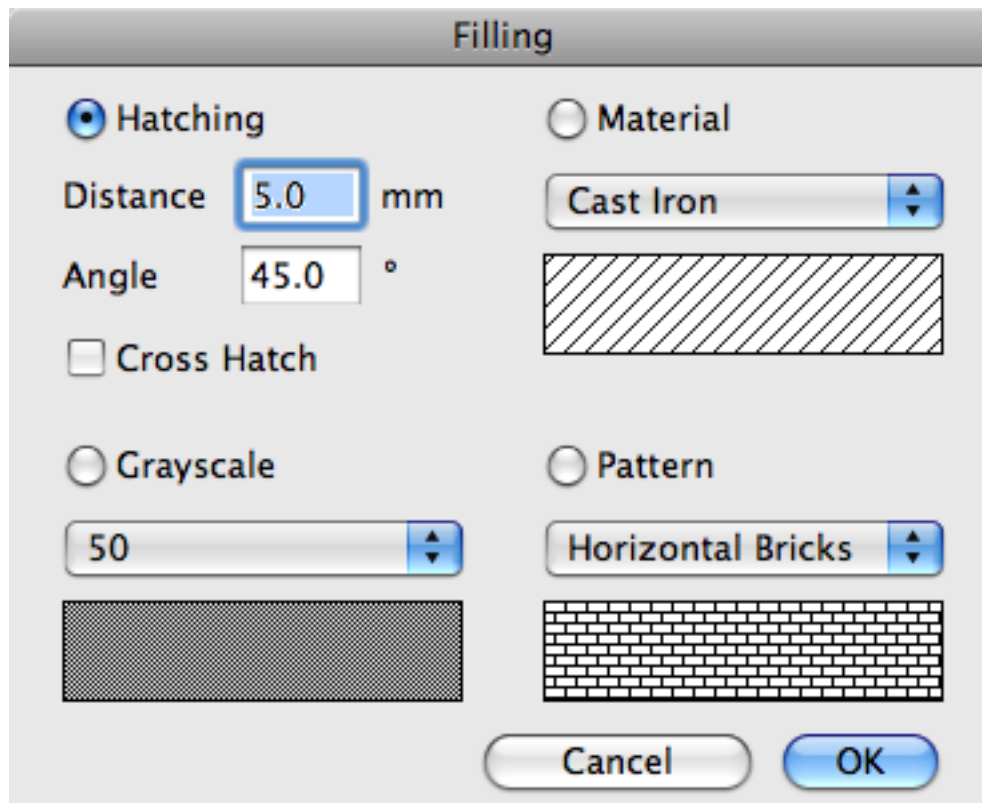 Filling
Hatching
Distance 5.0 mm
Angle 45.0 °
Cross Hatch
Material
Cast Iron
Grayscale
50
Pattern
Horizontal Bricks
Cancel
OK